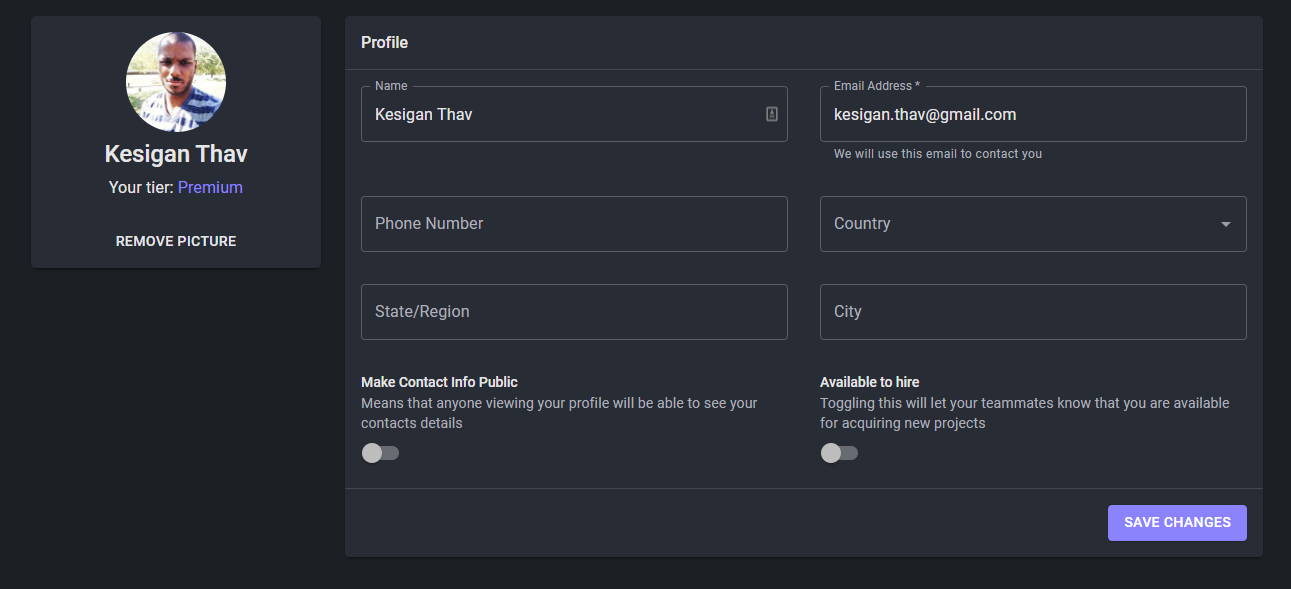 Kesigan Thav
Your tier: Premium
REMOVE PICTURE
Profile
Name
Kesigan Thav
Email Address *
kesigan.thav@gmail.com
We will use this email to contact you
Phone Number
Country
State/Region
City
Make Contact Info Public
Means that anyone viewing your profile will be able to see your
contacts details
Available to hire
Toggling this will let your teammates know that you are available
for acquiring new projects
SAVE CHANGES